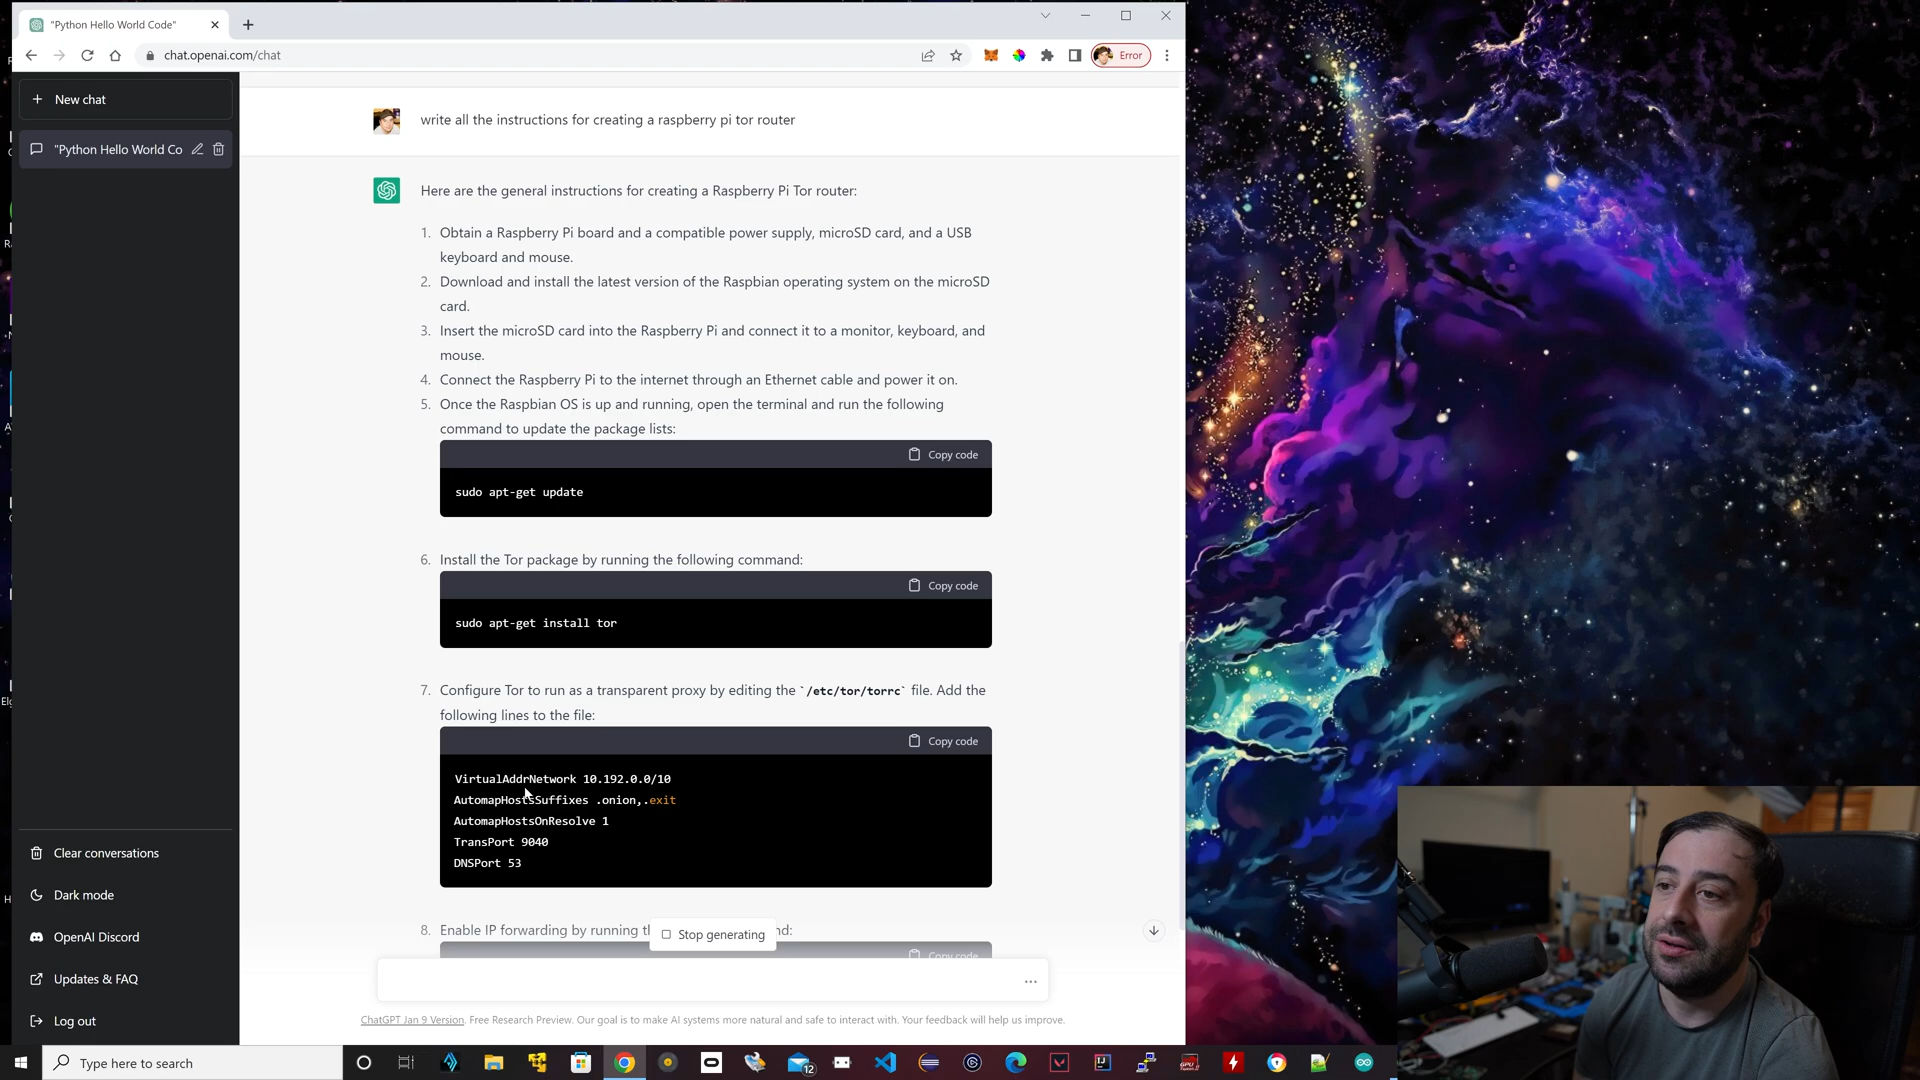 "Python Hello World Code"
chat.openai.com/chat
Error
New chat
"Python Hello World Co
write all the instructions for creating a raspberry pi tor router
Here are the general instructions for creating a Raspberry Pi Tor router:
1. Obtain a Raspberry Pi board and a compatible power supply, microSD card, and a USB
keyboard and mouse.
2. Download and install the latest version of the Raspbian operating system on the microSD
card.
3. Insert the microSD card into the Raspberry Pi and connect it to a monitor, keyboard, and
mouse.
4. Connect the Raspberry Pi to the internet through an Ethernet cable and power it on.
5. Once the Raspbian OS is up and running, open the terminal and run the following
command to update the package lists:
Copy code
sudo apt-get update
6. Install the Tor package by running the following command:
Copy code
sudo apt-get install tor
7. Configure Tor to run as a transparent proxy by editing the `/etc/tor/torrc` file. Add the
following lines to the file:
Copy code
VirtualAddrNetwork 10.192.0.0/10
AutomapHostsSuffixes .onion,.exit
AutomapHostsOnResolve 1
TransPort 9040
DNSPort 53
8. Enable IP forwarding by running th
nd:
Stop generating
Copy code
Clear conversations
Dark mode
OpenAI Discord
Updates & FAQ
Log out
ChatGPT Jan 9 Version. Free Research Preview. Our goal is to make AI systems more natural and safe to interact with. Your feedback will help us improve.
Type here to search
12